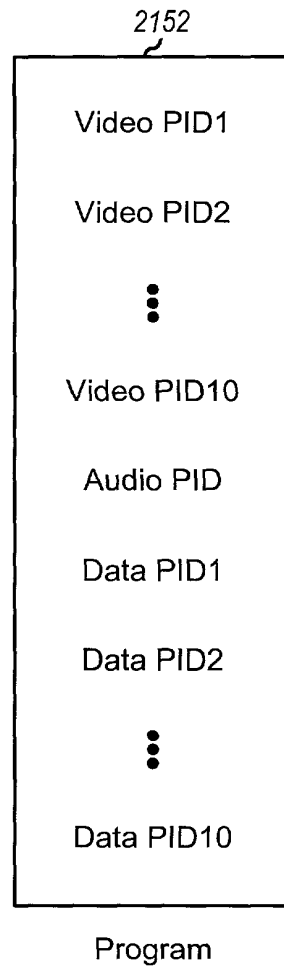 2152
Video PID1
Video PID2
Video PID10
Audio PID
Data PID1
Data PID2
Data PID10
Program